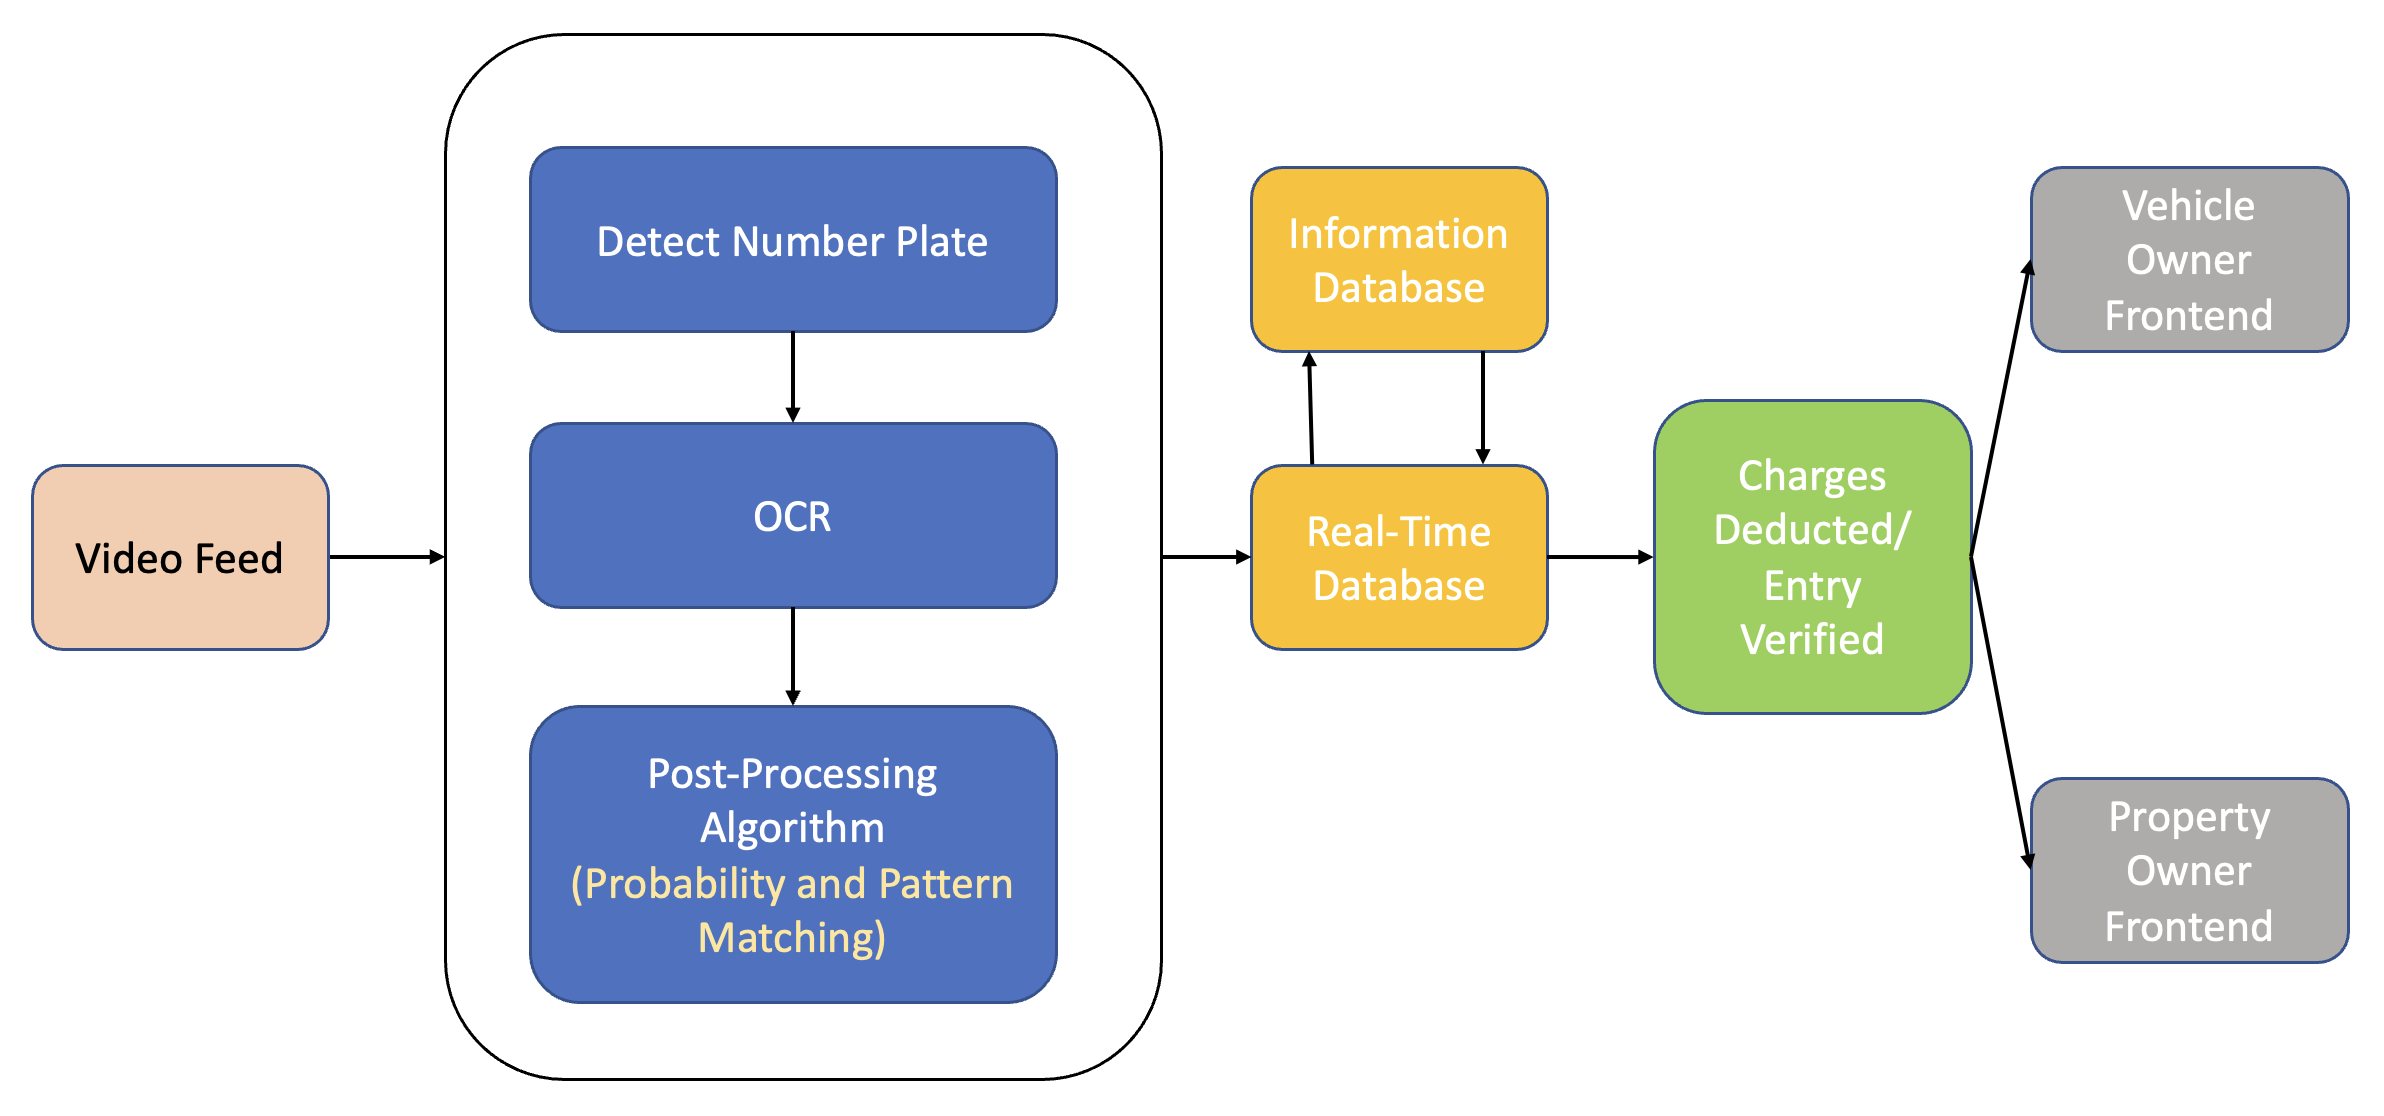 Video Feed
Detect Number Plate
OCR
Post-Processing
Algorithm
(Probability and Pattern
Matching)
Information
Database
Real-Time
Database
Charges
Deducted/
Entry
Verified
Vehicle
Owner
Frontend
Property
Owner
Frontend